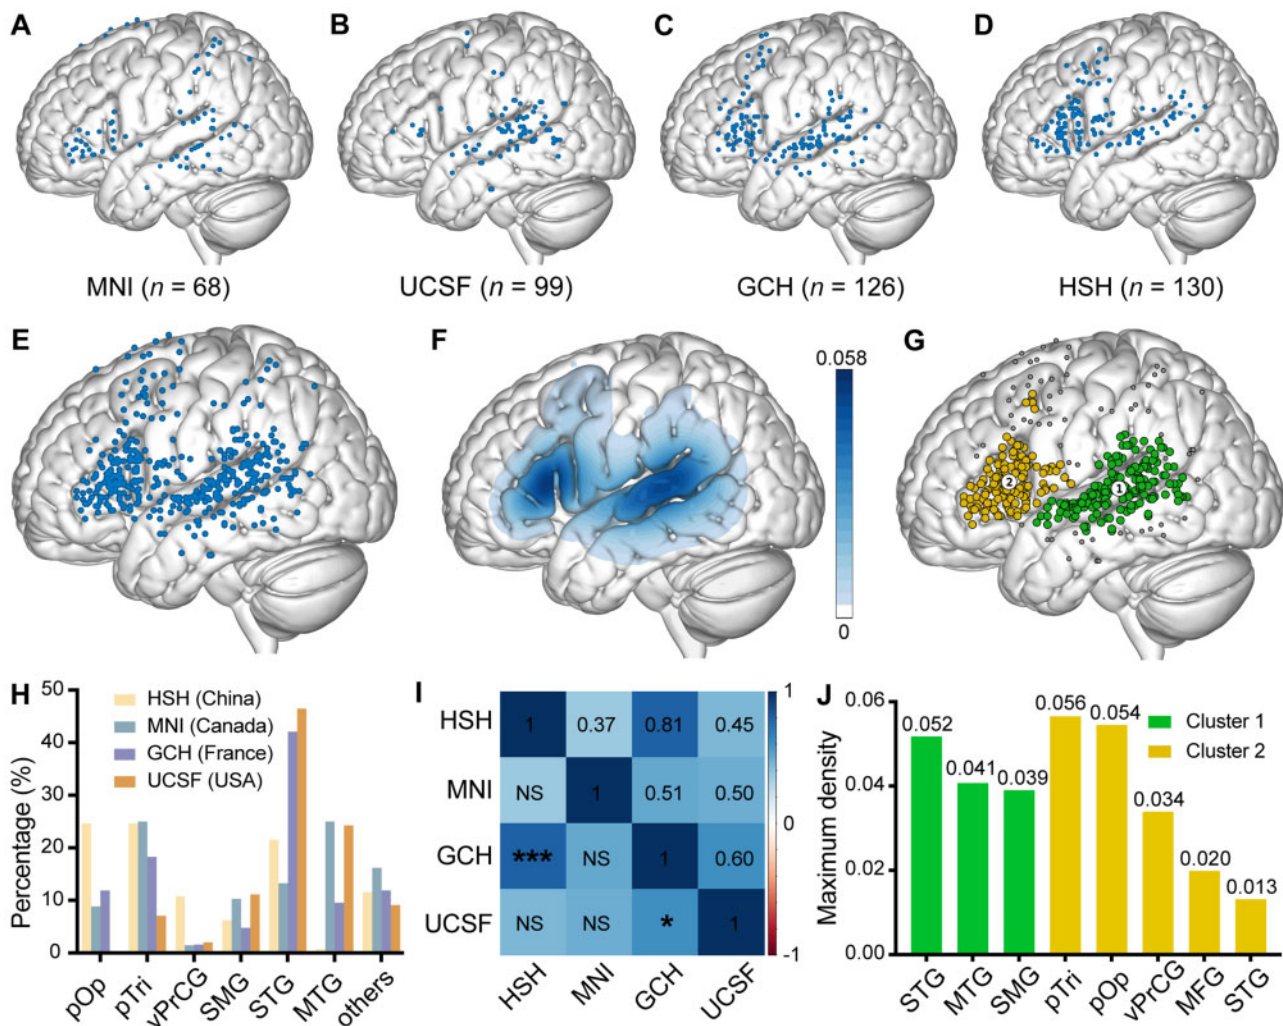 A B C D
MNI (n = 68) UCSF (n = 99) GCH (n = 126) HSH (n = 130)
E F G
0.058
0
2 1
H
Percentage (%)
50
40
30
20
10
0
HSH (China)
MNI (Canada)
GCH (France)
UCSF (USA)
pOp pTri vPrCG SMG STG MTG others
I
HSH 1 0.37 0.81 0.45
MNI NS 1 0.51 0.50
GCH *** NS 1 0.60
UCSF NS NS * 1
HSH MNI GCH UCSF
1
0
-1
J
Maximum density
0.06
0.04
0.02
0.00
0.052 0.041 0.039 0.056 0.054 0.034 0.020 0.013
Cluster 1
Cluster 2
STG MTG SMG pTri pOp vPrCG MFG STG